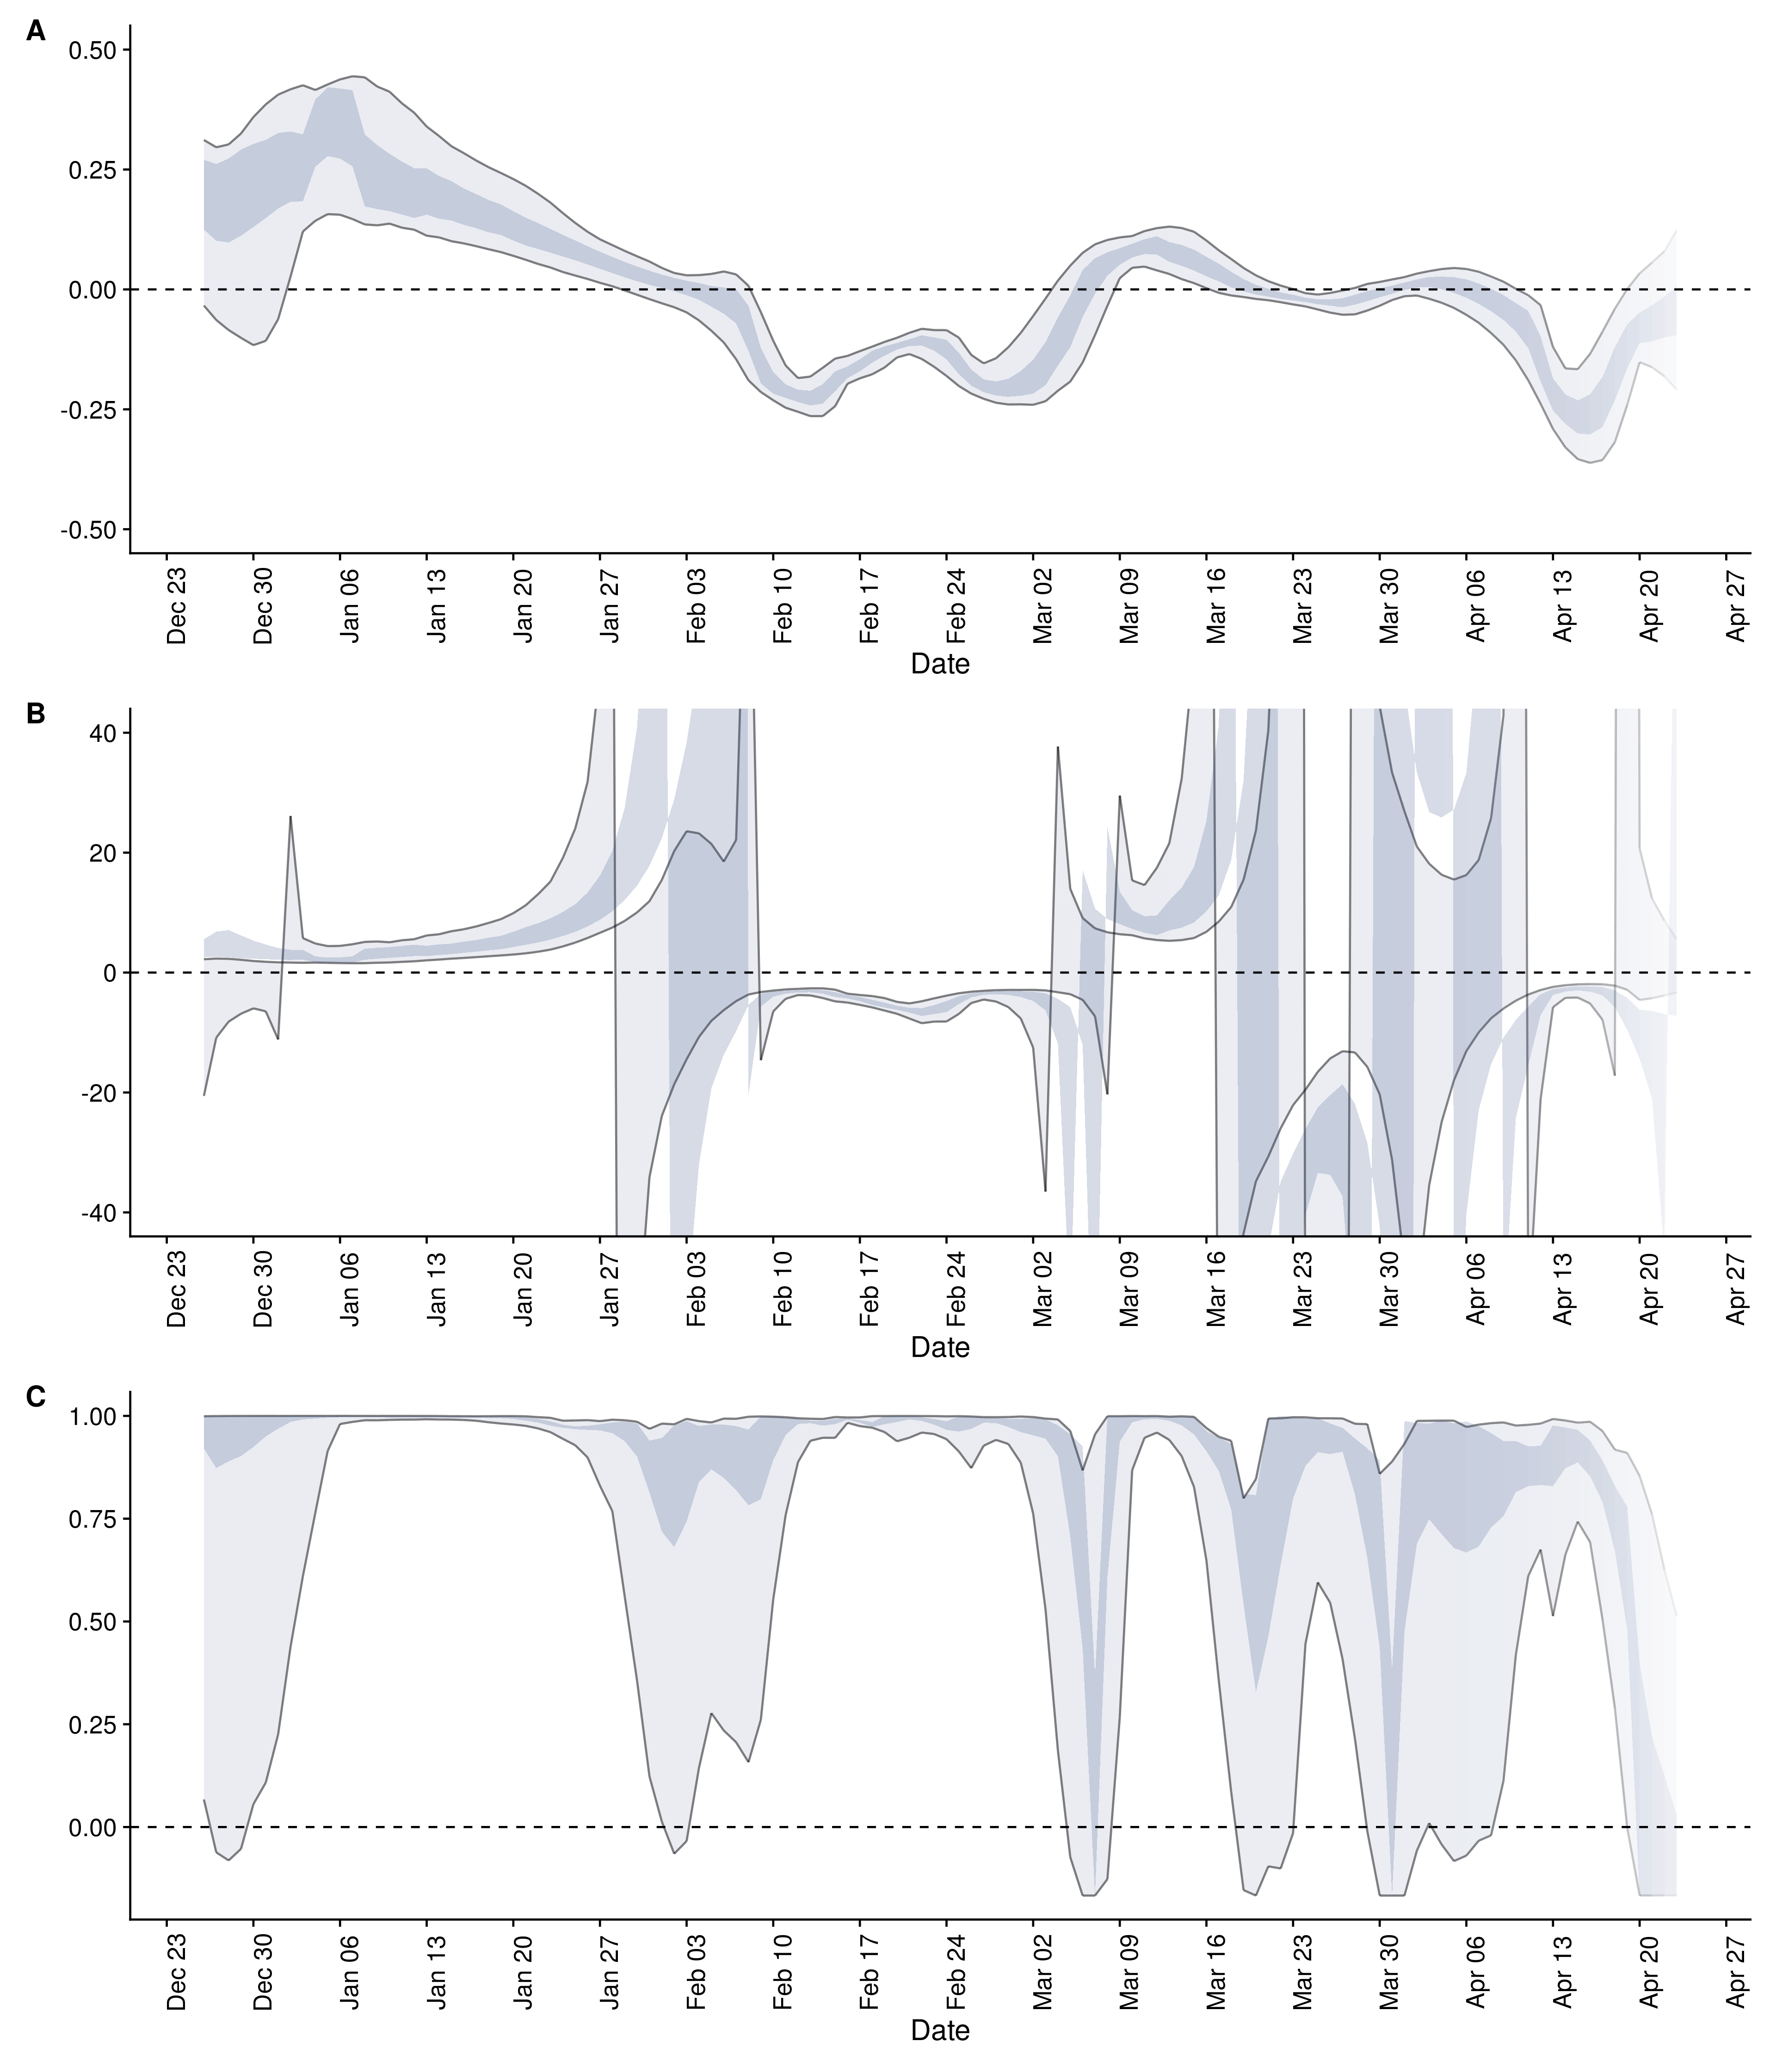 A
0.50
0.25
0.00
-0.25
-0.50
Dec 23
Dec 30
Jan 06
Jan 13
Jan 20
Jan 27
Feb 03
Feb 10
Feb 17
Feb 24
Mar 02
Mar 09
Mar 16
Mar 23
Mar 30
Apr 06
Apr 13
Apr 20
Apr 27
Date
B
40
20
0
-20
-40
Dec 23
Dec 30
Jan 06
Jan 13
Jan 20
Jan 27
Feb 03
Feb 10
Feb 17
Feb 24
Mar 02
Mar 09
Mar 16
Mar 23
Mar 30
Apr 06
Apr 13
Apr 20
Apr 27
Date
C
1.00
0.75
0.50
0.25
0.00
Dec 23
Dec 30
Jan 06
Jan 13
Jan 20
Jan 27
Feb 03
Feb 10
Feb 17
Feb 24
Mar 02
Mar 09
Mar 16
Mar 23
Mar 30
Apr 06
Apr 13
Apr 20
Apr 27
Date